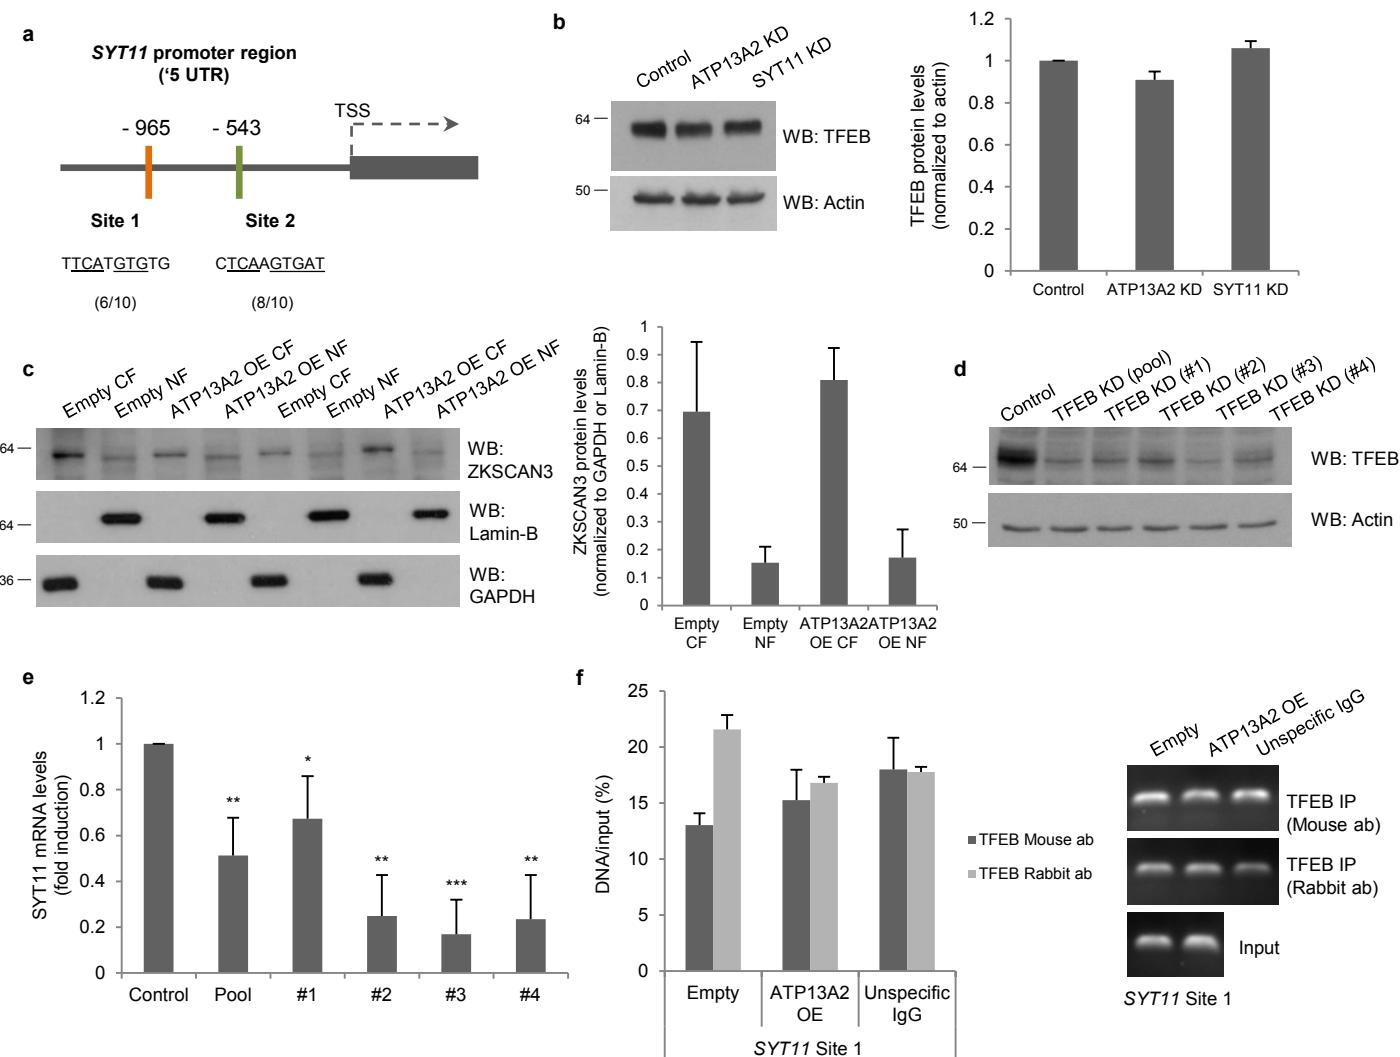 a
SYT11 promoter region
('5 UTR)
- 965
- 543
TSS
Site 1
Site 2
TTCATGTGTG
CTCAAGTGAT
(6/10)
(8/10)
b
Control
ATP13A2 KD
SYT11 KD
64
WB: TFEB
50
WB: Actin
TFEB protein levels
(normalized to actin)
1.2
1
0.8
0.6
0.4
0.2
0
Control
ATP13A2 KD
SYT11 KD
c
Empty CF
Empty NF
ATP13A2 OE CF
ATP13A2 OE NF
Empty CF
Empty NF
ATP13A2 OE CF
ATP13A2 OE NF
64
WB:
ZKSCAN3
64
WB:
Lamin-B
36
WB:
GAPDH
ZKSCAN3 protein levels
(normalized to GAPDH or Lamin-B)
1
0.9
0.8
0.7
0.6
0.5
0.4
0.3
0.2
0.1
0
Empty
CF
Empty
NF
ATP13A2
OE CF
ATP13A2
OE NF
d
Control
TFEB KD (pool)
TFEB KD (#1)
TFEB KD (#2)
TFEB KD (#3)
TFEB KD (#4)
64
WB: TFEB
50
WB: Actin
e
SYT11 mRNA levels
(fold induction)
1.2
1
0.8
0.6
0.4
0.2
0
**
*
**
***
**
Control
Pool
#1
#2
#3
#4
f
DNA/input (%)
25
20
15
10
5
0
Empty
ATP13A2
OE
Unspecific
IgG
SYT11 Site 1
TFEB Mouse ab
TFEB Rabbit ab
Empty
ATP13A2 OE
Unspecific IgG
TFEB IP
(Mouse ab)
TFEB IP
(Rabbit ab)
Input
SYT11 Site 1